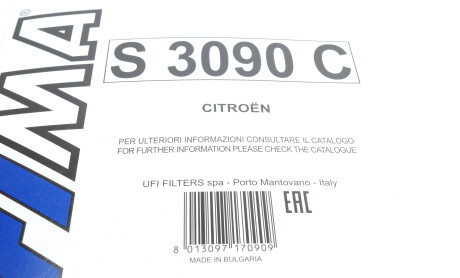 FIMA®
S 3090 C
CITROËN
PER ULTERIORI INFORMAZIONI CONSULTARE IL CATALOGO
FOR FURTHER INFORMATION PLEASE CHECK THE CATALOGUE
UFI FILTERS spa - Porto Mantovano - Italy
EAC
8 013097 170909
MADE IN BULGARIA